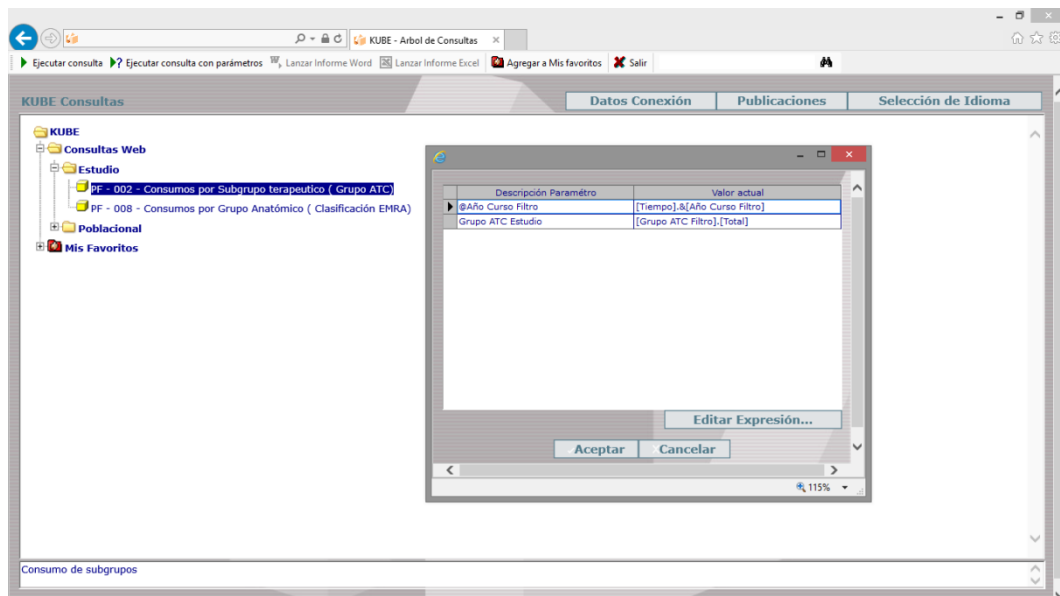 KUBE - Arbol de Consultas
Ejecutar consulta Ejecutar consulta con parámetros Lanzar Informe Word Lanzar Informe Excel Agregar a Mis favoritos Salir
KUBE Consultas Datos Conexión Publicaciones Selección de Idioma
KUBE
Consultas Web
Estudio
PF - 002 - Consumos por Subgrupo terapeutico ( Grupo ATC)
PF - 008 - Consumos por Grupo Anatómico ( Clasificación EMRA)
Poblacional
Mis Favoritos
Descripción Paramétro Valor actual
@Año Curso Filtro [Tiempo].&[Año Curso Filtro]
Grupo ATC Estudio [Grupo ATC Filtro].[Total]
Editar Expresión...
Aceptar Cancelar
115%
Consumo de subgrupos